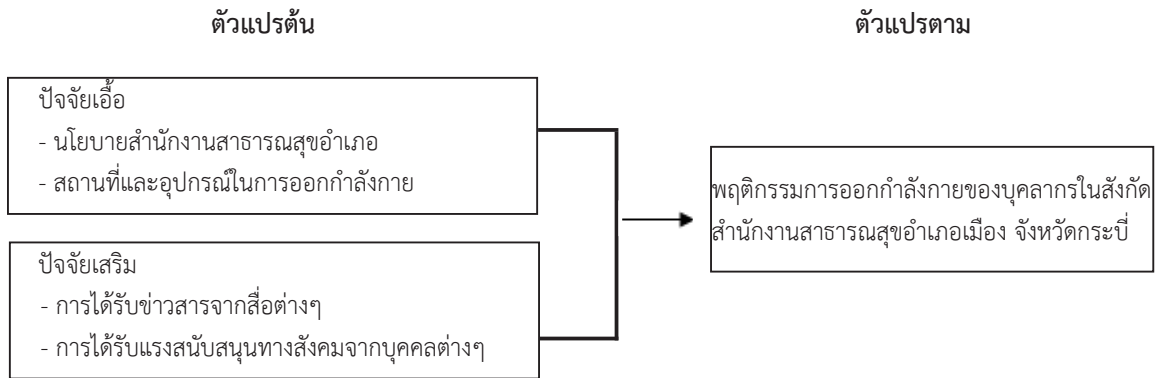 ตัวแปรต้น
ตัวแปรตาม
ปัจจัยเอื้อ
- นโยบายสำนักงานสาธารณสุขอำเภอ
- สถานที่และอุปกรณ์ในการออกกำลังกาย
ปัจจัยเสริม
- การได้รับข่าวสารจากสื่อต่างๆ
- การได้รับแรงสนับสนุนทางสังคมจากบุคคลต่างๆ
พฤติกรรมการออกกำลังกายของบุคลากรในสังกัด
สำนักงานสาธารณสุขอำเภอเมือง จังหวัดกระบี่